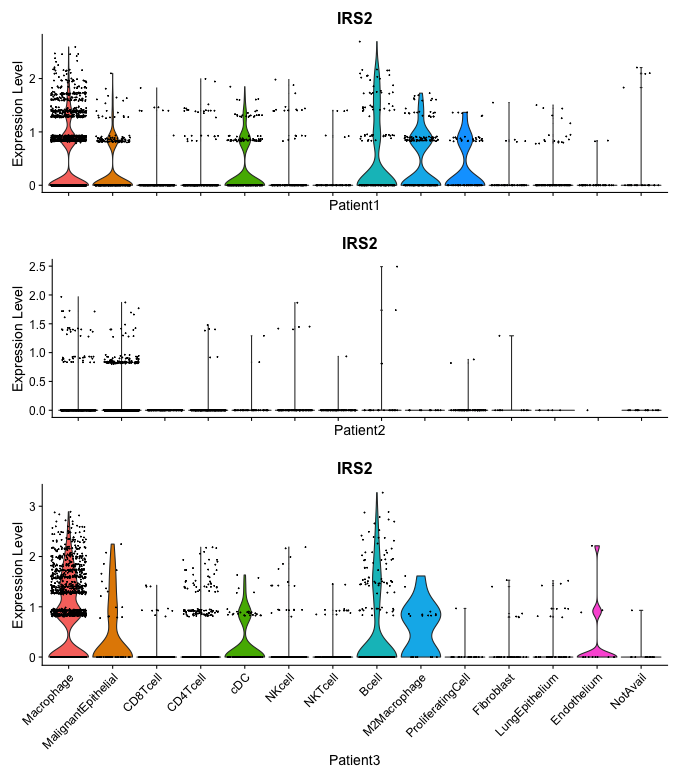 IRS2
Expression Level
2
1
0
Patient1
IRS2
Expression Level
2.5
2.0
1.5
1.0
0.5
0.0
Patient2
IRS2
Expression Level
3
2
1
0
Macrophage
MalignantEpithelial
CD8Tcell
CD4Tcell
cDC
NKcell
NKTcell
Bcell
M2Macrophage
ProliferatingCell
Fibroblast
LungEpithelium
Endothelium
NotAvail
Patient3